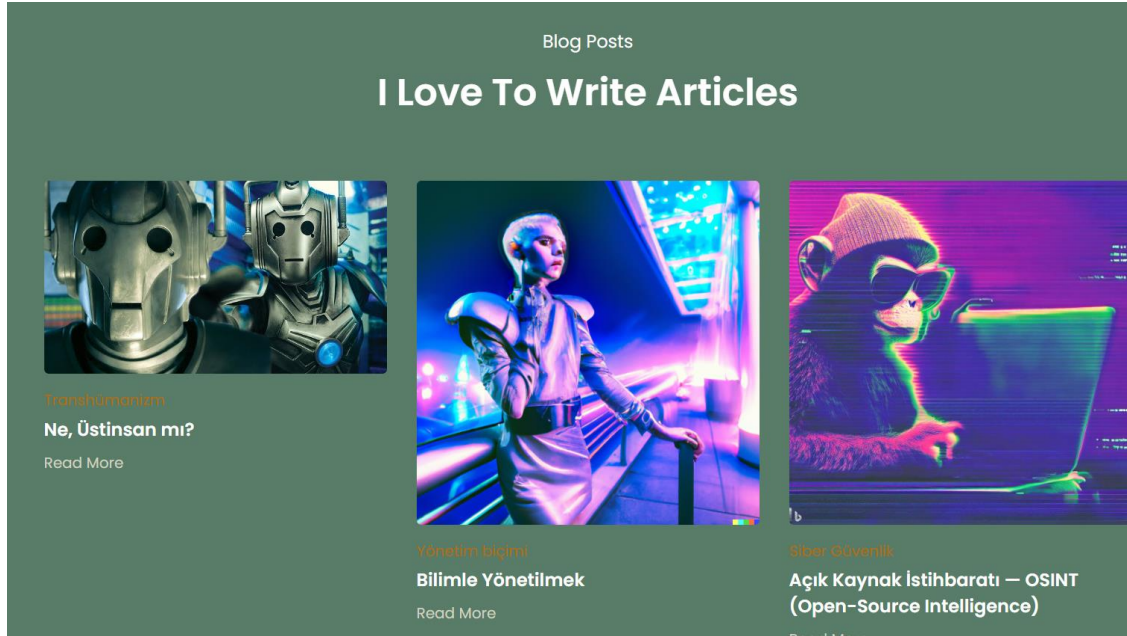 Blog Posts
I Love To Write Articles
Transhümanizm
Ne, Üstinsan mı?
Read More
Yönetim biçimi
Bilimle Yönetilmek
Read More
Siber Güvenlik
Açık Kaynak İstihbaratı — OSINT
(Open-Source Intelligence)